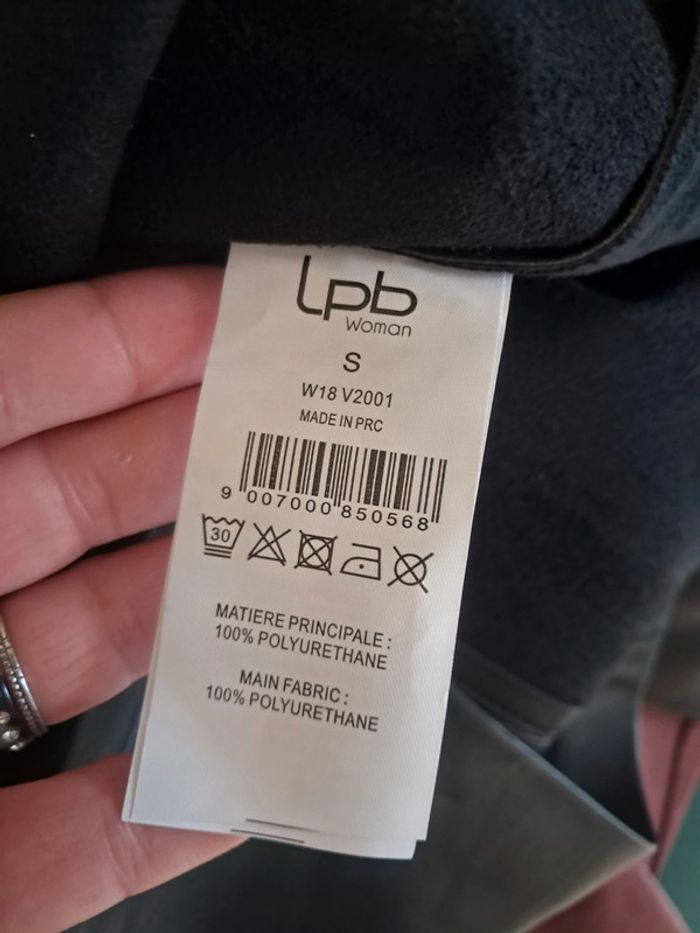 Lpb
Woman
S
W18 V2001
MADE IN PRC
9 007000 850568
30
MATIERE PRINCIPALE :
100% POLYURETHANE
MAIN FABRIC :
100% POLYURETHANE